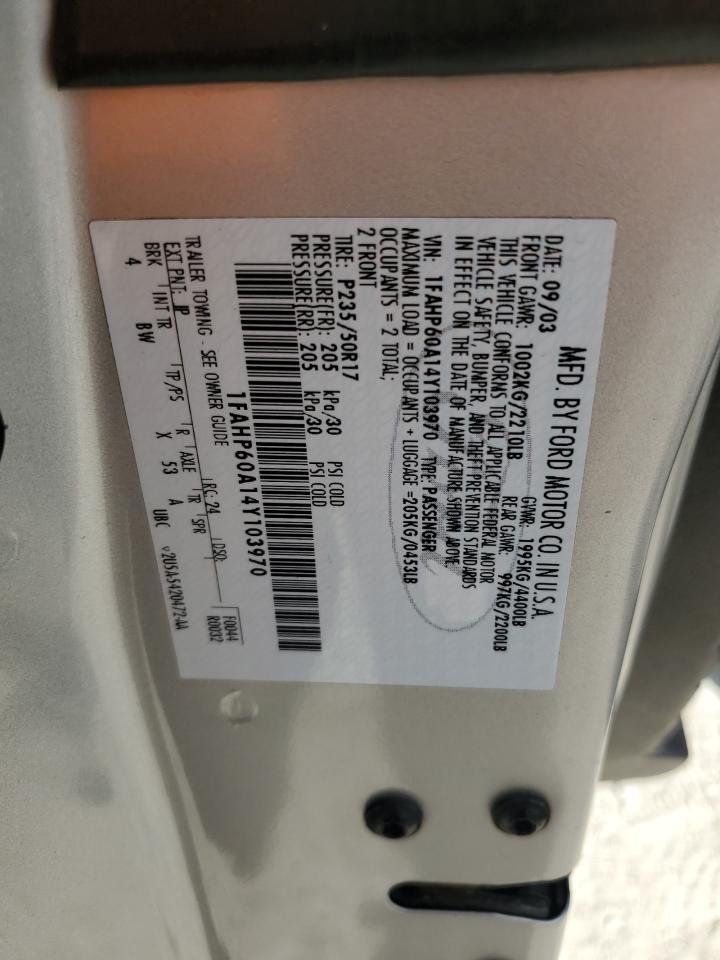 MFD. BY FORD MOTOR CO. IN U.S.A.
DATE: 09/03 GVWR: 1995KG/4400LB
FRONT GAWR: 1002KG/2210LB REAR GAWR: 997KG/2200LB
THIS VEHICLE CONFORMS TO ALL APPLICABLE FEDERAL MOTOR
VEHICLE SAFETY, BUMPER, AND THEFT PREVENTION STANDARDS
IN EFFECT ON THE DATE OF MANUFACTURE SHOWN ABOVE.
VIN: 1FAHP60A14Y103970 TYPE: PASSENGER
MAXIMUM LOAD = OCCUPANTS + LUGGAGE =205KG/0453LB
OCCUPANTS = 2 TOTAL;
2 FRONT
TIRE: P235/50R17
PRESSURE(FR): 205 kPa/30 PSI COLD
PRESSURE(RR): 205 kPa/30 PSI COLD
1FAHP60A14Y103970
F0044
R0032
TRAILER TOWING - SEE OWNER GUIDE
EXT PNT: JP RC: 24 DSO:
BRK INT TR TP/PS R AXLE TR SPR
4 BW X 53 A UBC